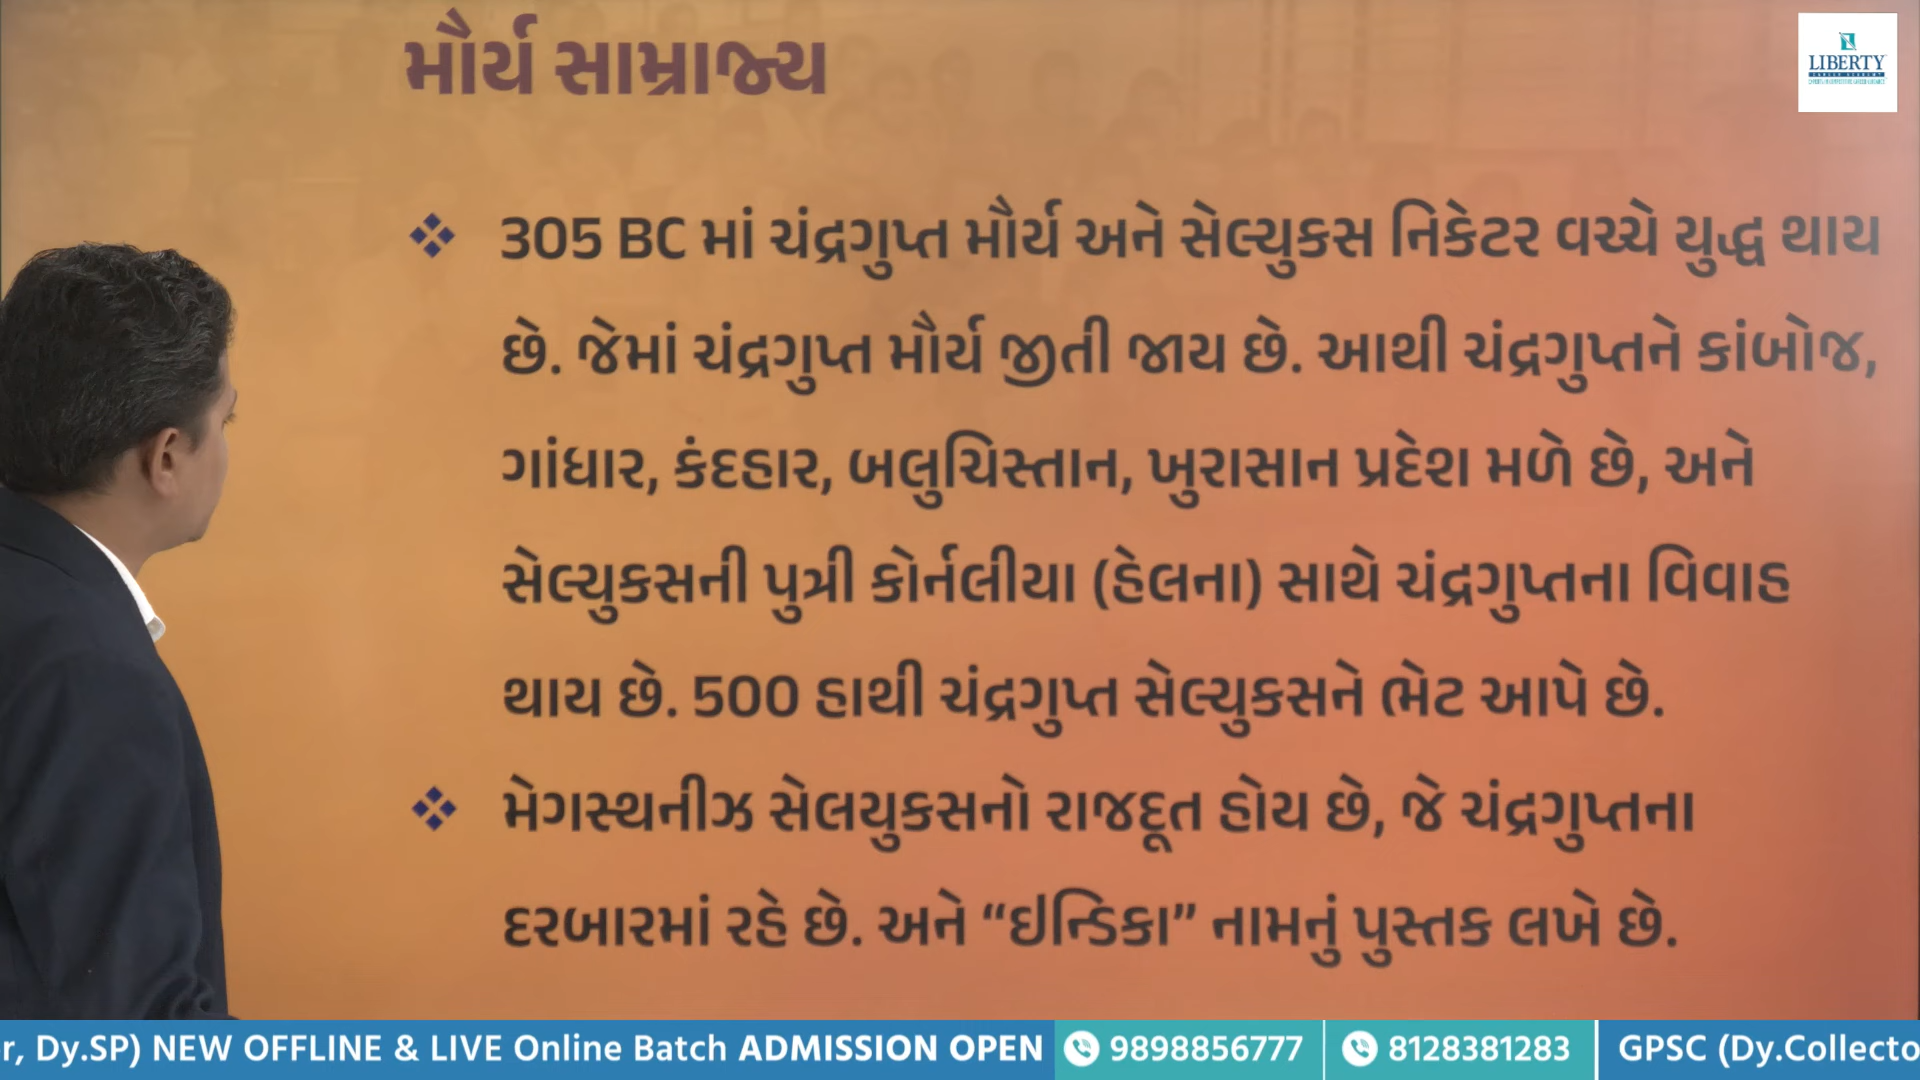 મૌર્ય સામ્રાજ્ય
LIBERTY
❖ 305 BC માં ચંદ્રગુપ્ત મૌર્ય અને સેલ્યુકસ નિકેટર વચ્ચે યુદ્ધ થાય
છે. જેમાં ચંદ્રગુપ્ત મૌર્ય જીતી જાય છે. આથી ચંદ્રગુપ્તને કાંબોજ,
ગાંધાર, કંદહાર, બલુચિસ્તાન, ખુરાસાન પ્રદેશ મળે છે, અને
સેલ્યુકસની પુત્રી કોર્નલીયા (હેલના) સાથે ચંદ્રગુપ્તના વિવાહ
થાય છે. 500 હાથી ચંદ્રગુપ્ત સેલ્યુકસને ભેટ આપે છે.
❖ મેગસ્થનીઝ સેલયુકસનો રાજદૂત હોય છે, જે ચંદ્રગુપ્તના
દરબારમાં રહે છે. અને “ઇન્ડિકા” નામનું પુસ્તક લખે છે.
r, Dy.SP) NEW OFFLINE & LIVE Online Batch ADMISSION OPEN 9898856777 8128381283 GPSC (Dy.Collecto